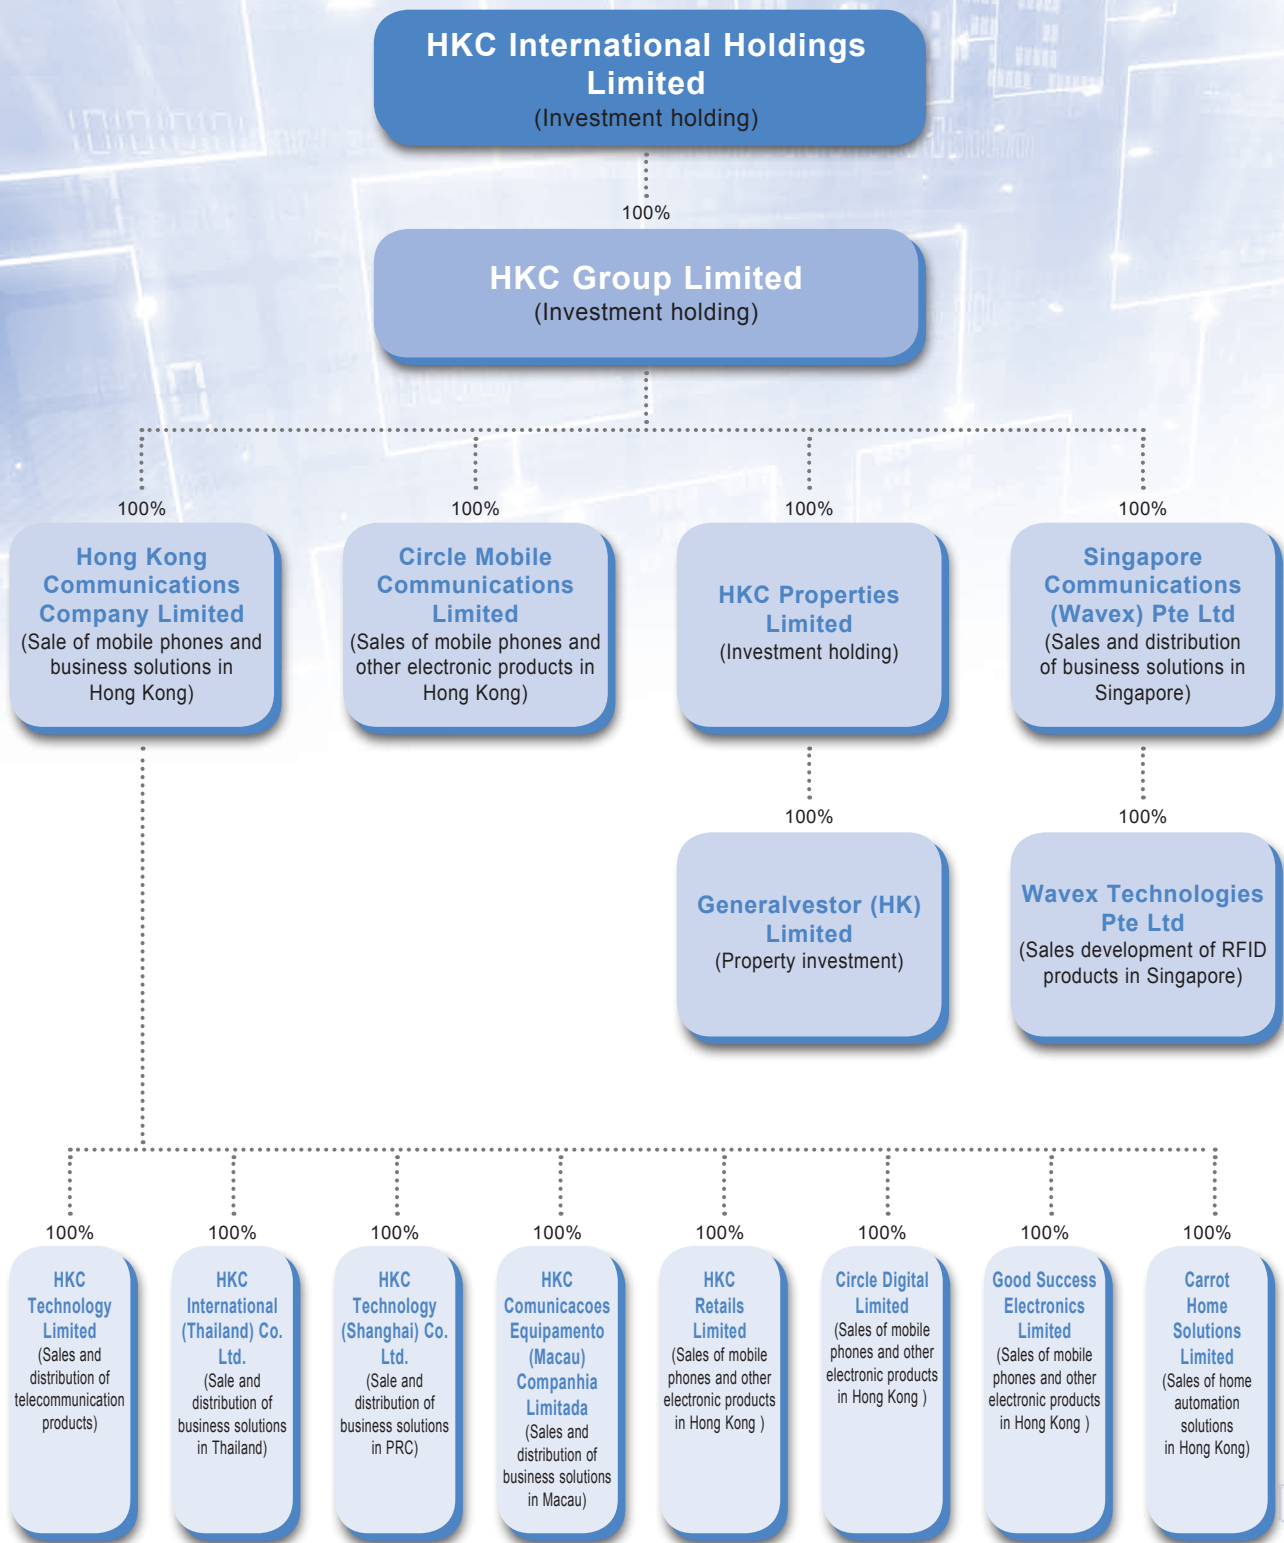 HKC International Holdings
Limited
(Investment holding)
100%
HKC Group Limited
(Investment holding)
100%
100%
100%
100%
Hong Kong
Communications
Company Limited
(Sale of mobile phones and
business solutions in
Hong Kong)
Circle Mobile
Communications
Limited
(Sales of mobile phones and
other electronic products in
Hong Kong)
HKC Properties
Limited
(Investment holding)
Singapore
Communications
(Wavex) Pte Ltd
(Sales and distribution
of business solutions in
Singapore)
100%
100%
Generalvestor (HK)
Limited
(Property investment)
Wavex Technologies
Pte Ltd
(Sales development of RFID
products in Singapore)
100%
100%
100%
100%
100%
100%
100%
100%
HKC
Technology
Limited
(Sales and
distribution of
telecommunication
products)
HKC
International
(Thailand) Co.
Ltd.
(Sale and
distribution of
business solutions
in Thailand)
HKC
Technology
(Shanghai) Co.
Ltd.
(Sale and
distribution of
business solutions
in PRC)
HKC
Comunicacoes
Equipamento
(Macau)
Companhia
Limitada
(Sales and
distribution of
business solutions
in Macau)
HKC
Retails
Limited
(Sales of mobile
phones and other
electronic products
in Hong Kong )
Circle Digital
Limited
(Sales of mobile
phones and other
electronic products
in Hong Kong )
Good Success
Electronics
Limited
(Sales of mobile
phones and other
electronic products
in Hong Kong )
Carrot
Home
Solutions
Limited
(Sales of home
automation
solutions
in Hong Kong)